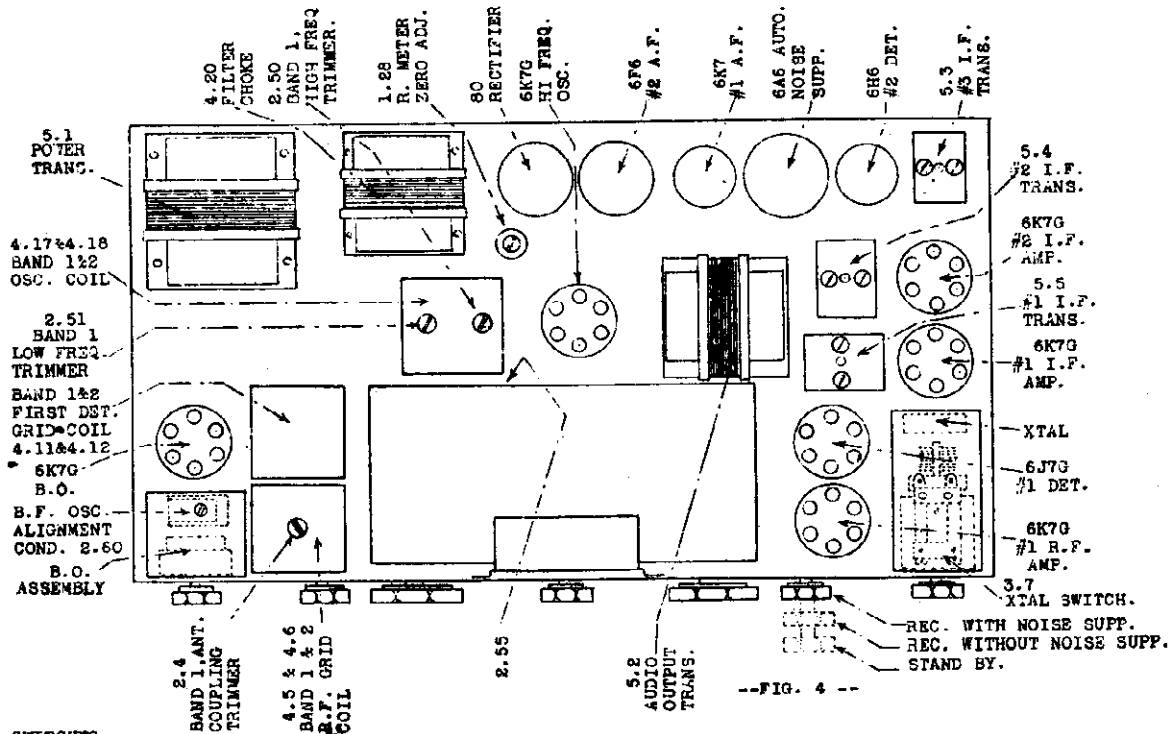 4.20
FILTER
CHOKE
2.50
BAND 1,
HIGH FREQ
TRIMMER.
1.28
R. METER
ZERO ADJ.
80
RECTIFIER
6K7G
HI FREQ.
OSC.
6F6
#2 A.F.
6K7
#1 A.F.
6A6 AUTO.
NOISE
SUPP.
6H6
#2 DET.
5.3
#3 I.F.
TRANS.
5.1
POWER
TRANS.
4.17&4.18
BAND 1&2
OSC. COIL
2.51
BAND 1
LOW FREQ
TRIMMER
BAND 1&2
FIRST DET.
GRID COIL
4.11&4.12
6K7G
B.O.
B.F. OSC.
ALIGNMENT
COND. 2.60
B.O.
ASSEMBLY
5.4
#2 I.F.
TRANS.
6K7G
#2 I.F.
AMP.
5.5
#1 I.F.
TRANS.
6K7G
#1 I.F.
AMP.
XTAL
6J7G
#1 DET.
6K7G
#1 R.F.
AMP.
3.7
XTAL SWITCH.
REC. WITH NOISE SUPP.
REC. WITHOUT NOISE SUPP.
STAND BY.
2.4
BAND 1,ANT.
COUPLING
TRIMMER
4.5 & 4.6
BAND 1 & 2
R.F. GRID
COIL
2.55
5.2
AUDIO
OUTPUT
TRANS.
--FIG. 4 --